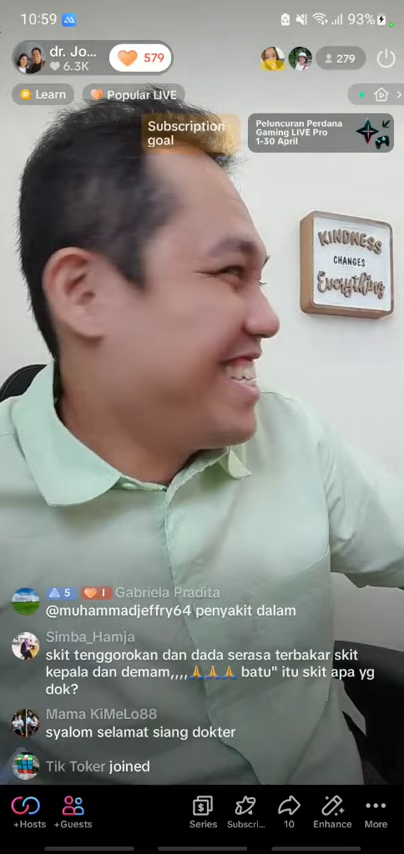 10:59
93%
dr. Jo...
6.3K
579
279
Learn
Popular LIVE
Subscription
goal
Peluncuran Perdana
Gaming LIVE Pro
1-30 April
KINDNESS
CHANGES
Everything
5
1
Gabriela Pradita
@muhammadjeffry64 penyakit dalam
Simba_Hamja
skit tenggorokan dan dada serasa terbakar skit
kepala dan demam,,,,🙏🙏🙏 batu" itu skit apa yg
dok?
Mama KiMeLo88
syalom selamat siang dokter
Tik Toker joined
+Hosts
+Guests
Series
Subscri...
10
Enhance
More